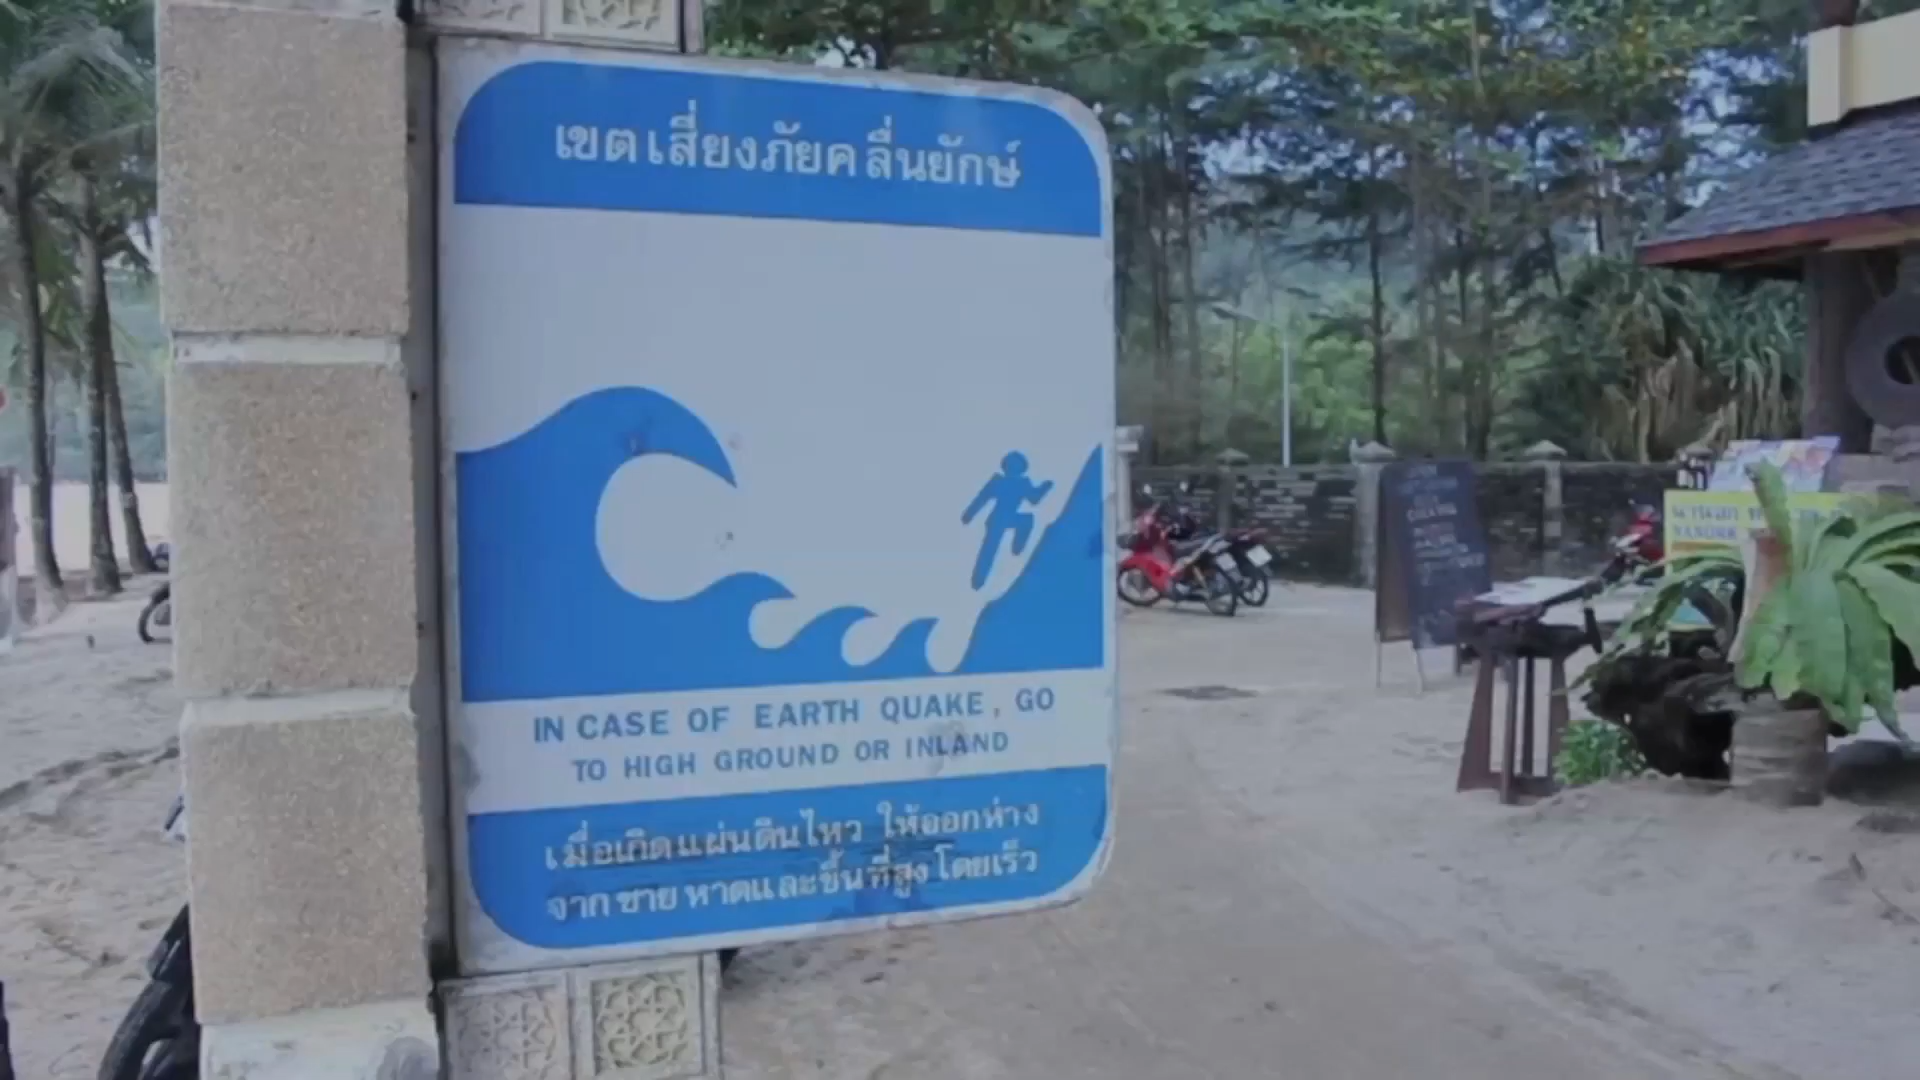 เขตเสี่ยงภัยคลื่นยักษ์
IN CASE OF EARTH QUAKE, GO
TO HIGH GROUND OR INLAND
เมื่อเกิดแผ่นดินไหว ให้ออกห่าง
จากชายหาดและขึ้นที่สูงโดยเร็ว